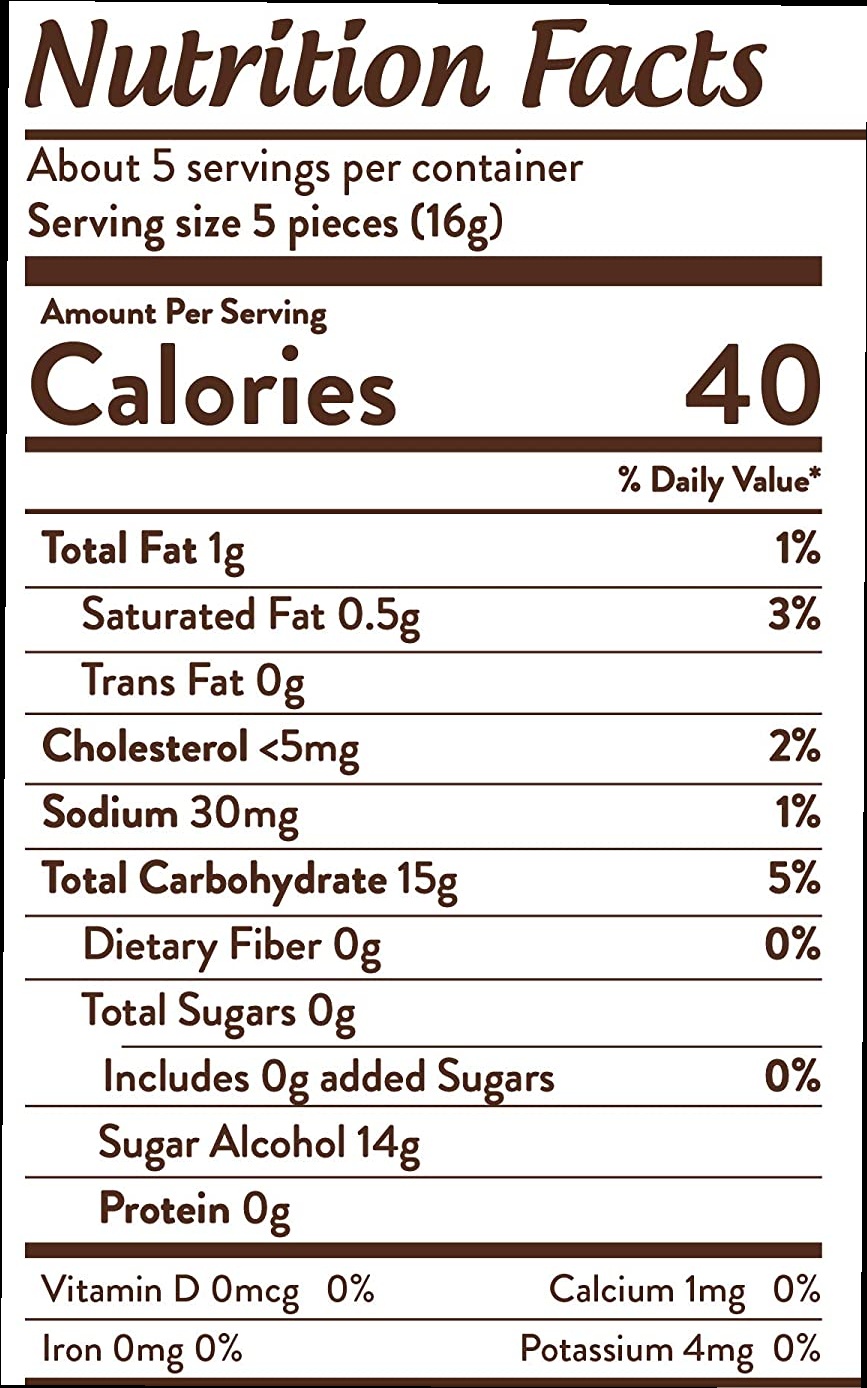 Nutrition Facts
About 5 servings per container
Serving size 5 pieces (16g)
Amount Per Serving
Calories 40
% Daily Value*
Total Fat 1g 1%
Saturated Fat 0.5g 3%
Trans Fat 0g
Cholesterol <5mg 2%
Sodium 30mg 1%
Total Carbohydrate 15g 5%
Dietary Fiber 0g 0%
Total Sugars 0g
Includes 0g added Sugars 0%
Sugar Alcohol 14g
Protein 0g
Vitamin D 0mcg 0% Calcium 1mg 0%
Iron 0mg 0% Potassium 4mg 0%